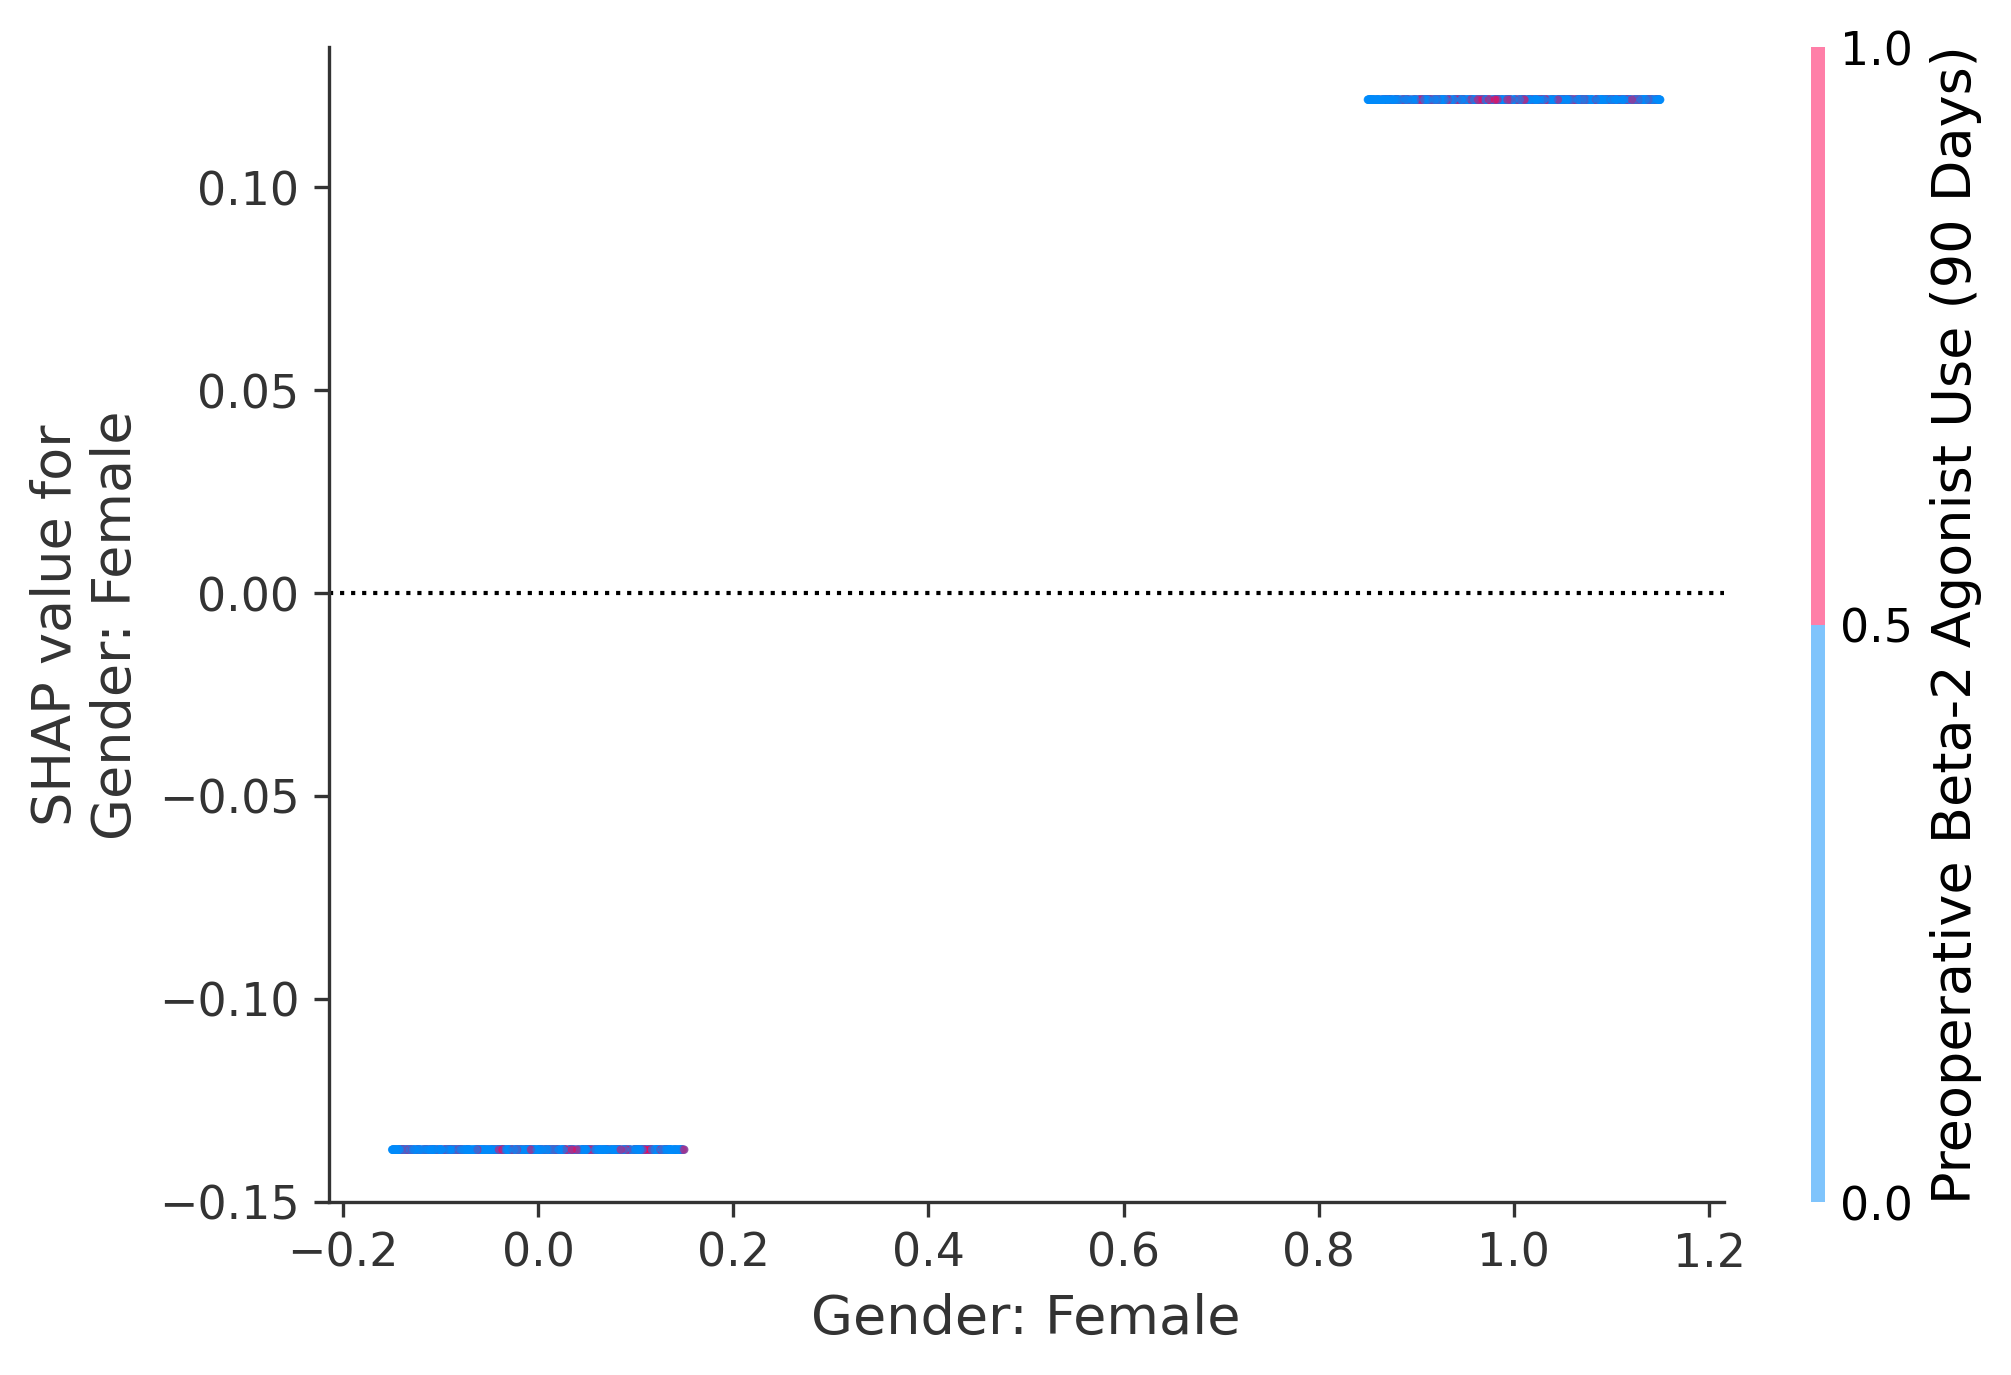 SHAP value for
Gender: Female
0.10
0.05
0.00
−0.05
−0.10
−0.15
−0.2 0.0 0.2 0.4 0.6 0.8 1.0 1.2
Gender: Female
1.0
0.5
0.0
Preoperative Beta-2 Agonist Use (90 Days)